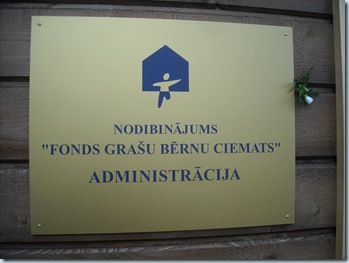 NODIBINĀJUMS
"FONDS GRAŠU BĒRNU CIEMATS"
ADMINISTRĀCIJA